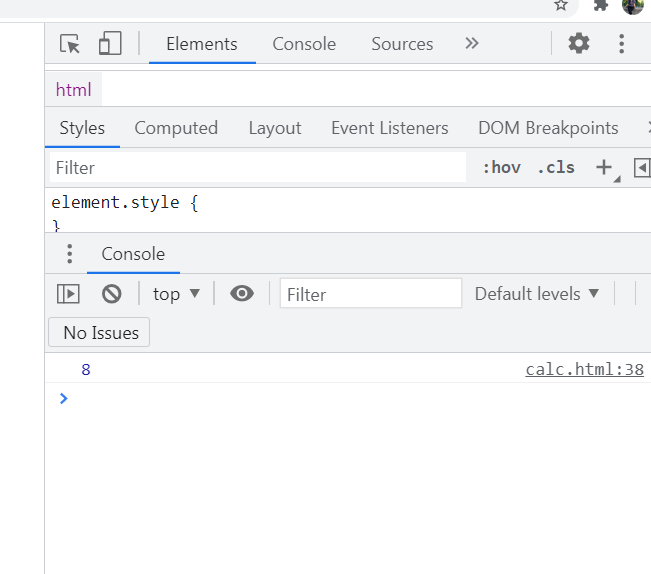 Elements Console Sources
html
Styles Computed Layout Event Listeners DOM Breakpoints
Filter :hov .cls +
element.style {
}
Console
top ▼ Filter Default levels ▼
No Issues
8 calc.html:38